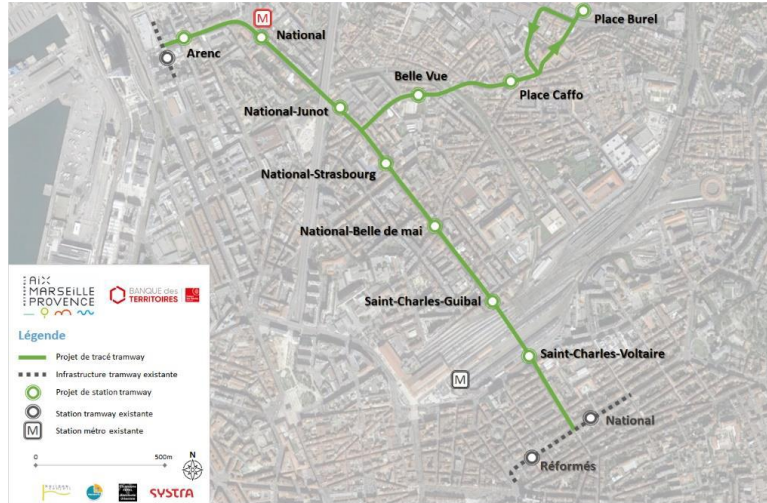 M
Place Burel
National
Arenc
Belle Vue
Place Caffo
National-Junot
National-Strasbourg
National-Belle de mai
Saint-Charles-Guibal
Saint-Charles-Voltaire
M
National
Réformés
AiX
MARSEILLE
PROVENCE
BANQUE des
TERRITOIRES
Légende
Projet de tracé tramway
Infrastructure tramway existante
Projet de station tramway
Station tramway existante
M
Station métro existante
0
500m
N
SYSTRA